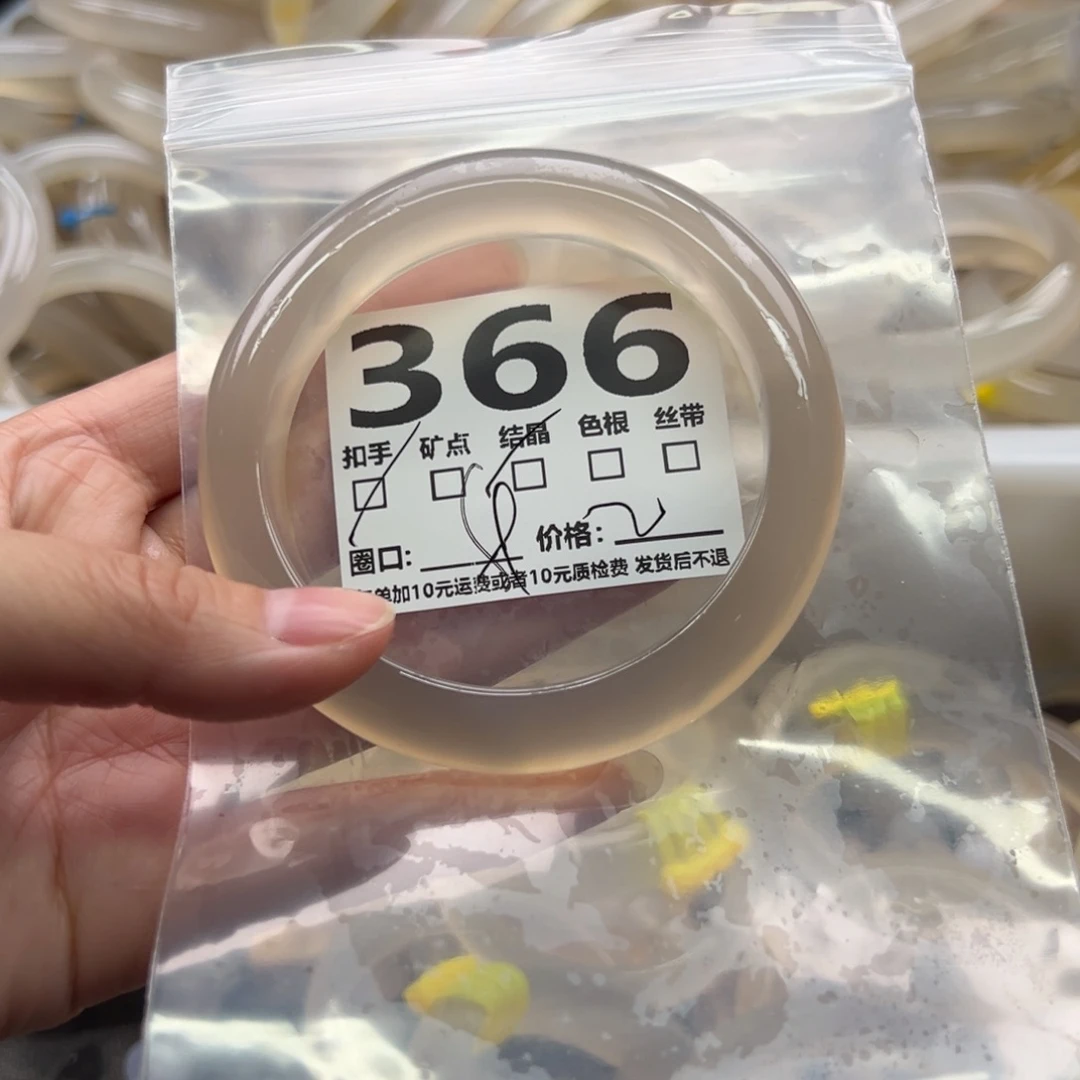 366
扣手 矿点 结晶 色根 丝带
圈口: 价格:
单加10元运费或者10元质检费 发货后不退